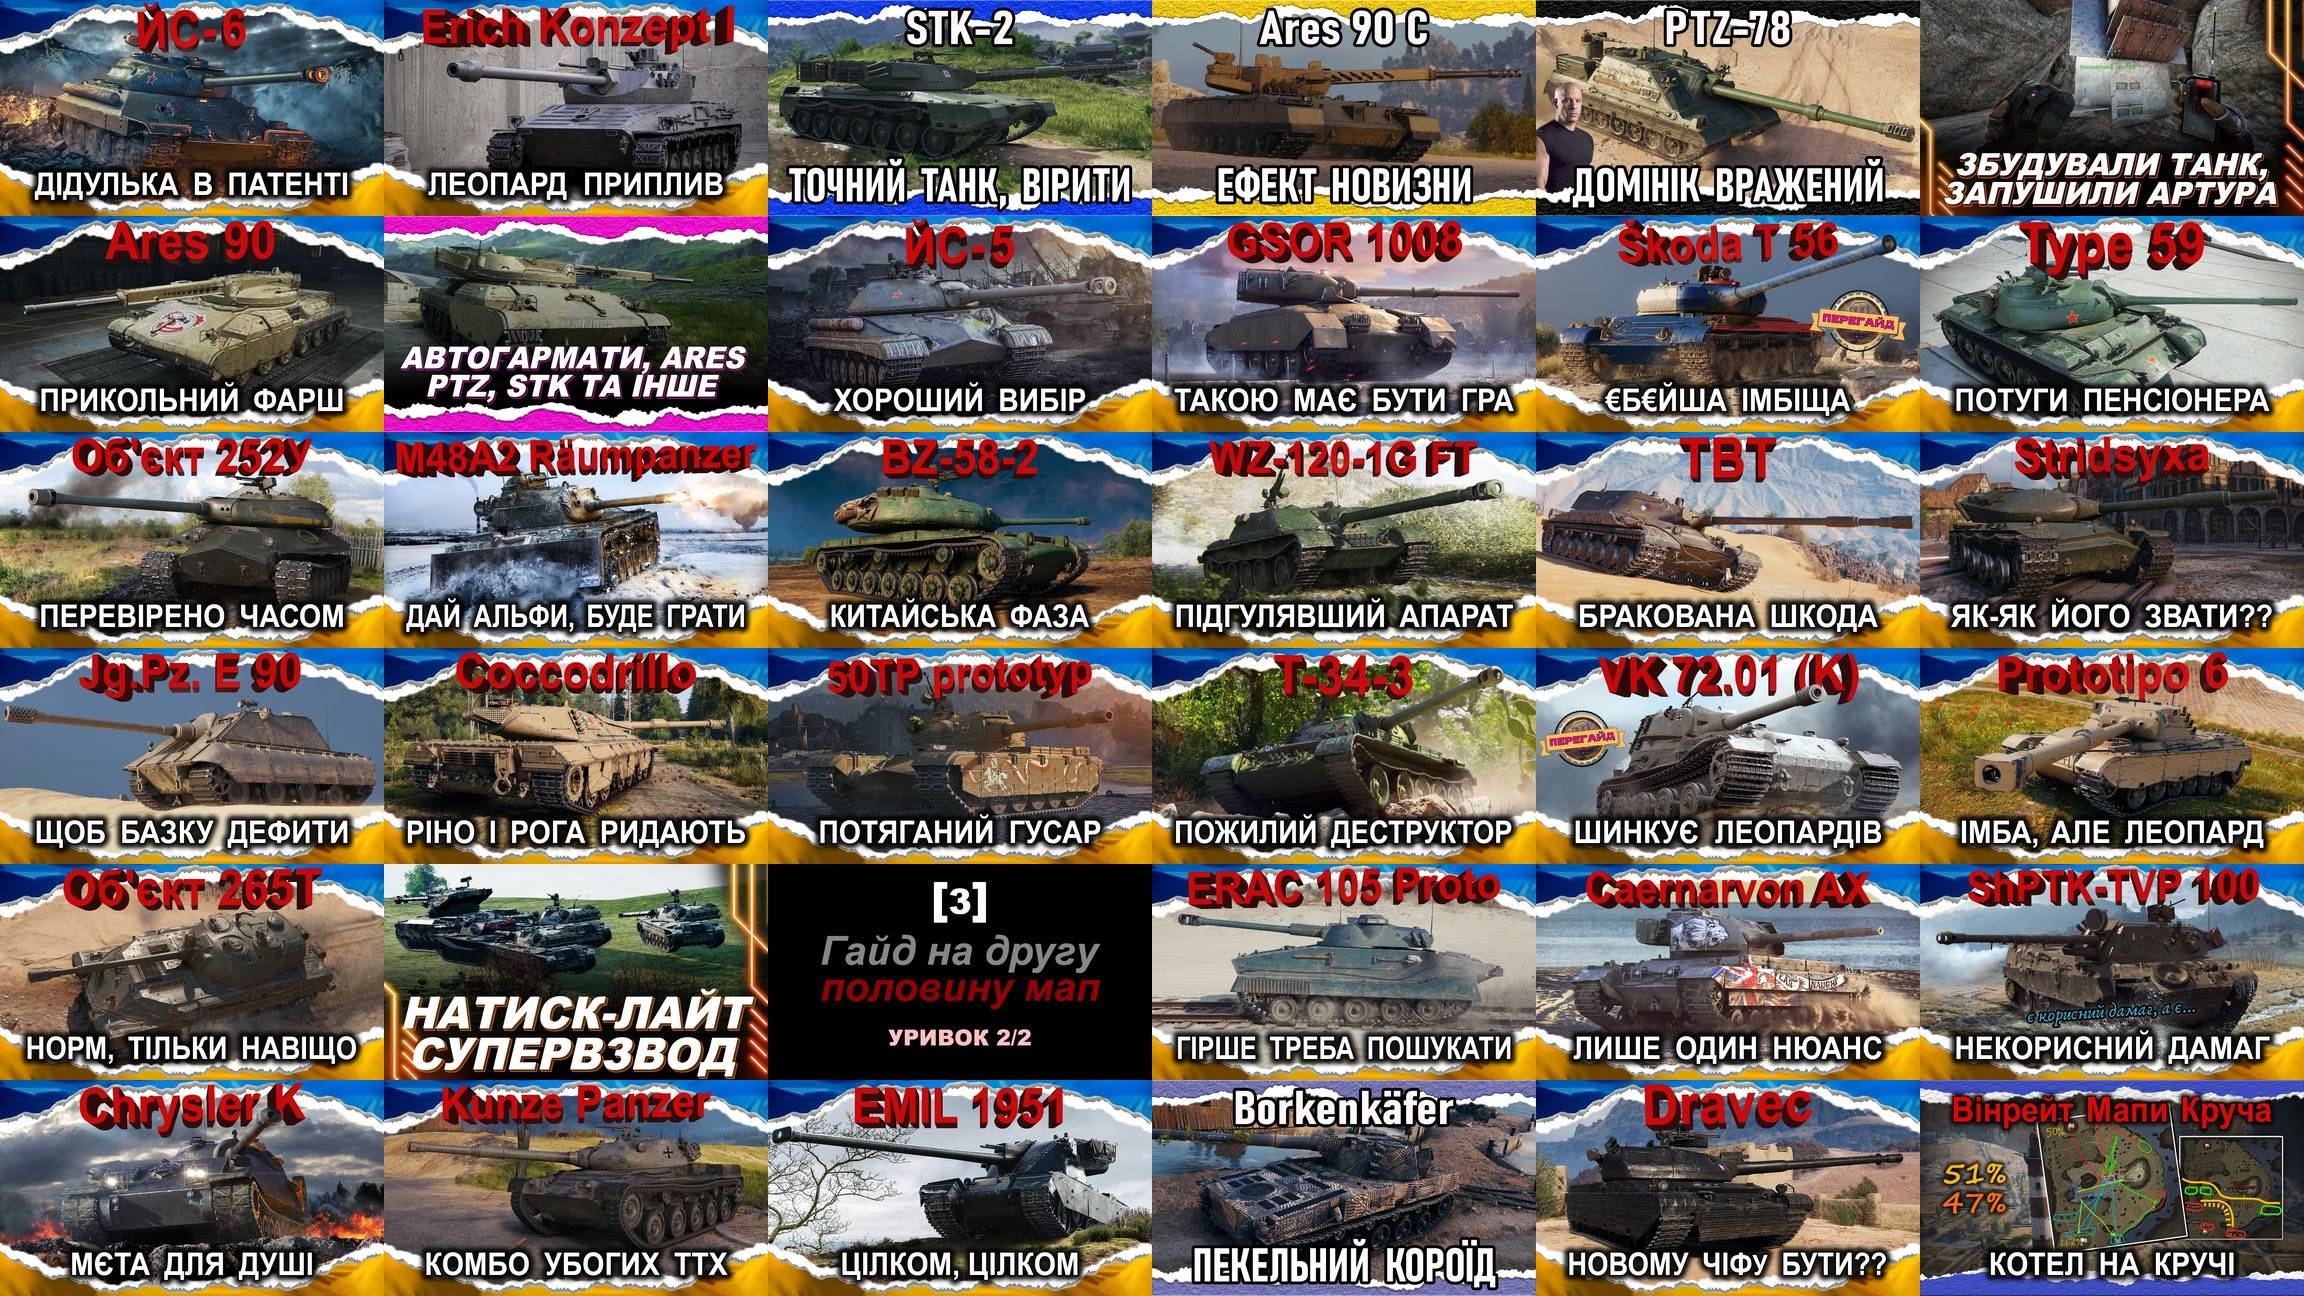 ЙС-6
ДІДУЛЬКА В ПАТЕНТІ
Erich Konzept I
ЛЕОПАРД ПРИПЛИВ
STK-2
ТОЧНИЙ ТАНК, ВІРИТИ
Ares 90 C
ЕФЕКТ НОВИЗНИ
PTZ-78
ДОМІНІК ВРАЖЕНИЙ
ЗБУДУВАЛИ ТАНК,
ЗАПУШИЛИ АРТУРА
Ares 90
ПРИКОЛЬНИЙ ФАРШ
АВТОГАРМАТИ, ARES
PTZ, STK ТА ІНШЕ
ЙС-5
ХОРОШИЙ ВИБІР
GSOR 1008
ТАКОЮ МАЄ БУТИ ГРА
Škoda T 56
ПЕРЕГАЙД
€Б€ЙША ІМБІЩА
Type 59
ПОТУГИ ПЕНСІОНЕРА
Об'єкт 252У
ПЕРЕВІРЕНО ЧАСОМ
M48A2 Räumpanzer
ДАЙ АЛЬФИ, БУДЕ ГРАТИ
BZ-58-2
КИТАЙСЬКА ФАЗА
WZ-120-1G FT
ПІДГУЛЯВШИЙ АПАРАТ
ТВТ
БРАКОВАНА ШКОДА
Stridsyxa
ЯК-ЯК ЙОГО ЗВАТИ??
Jg.Pz. E 90
ЩОБ БАЗКУ ДЕФИТИ
Coccodrillo
РІНО І РОГА РИДАЮТЬ
50TP prototyp
ПОТЯГАНИЙ ГУСАР
T-34-3
ПОЖИЛИЙ ДЕСТРУКТОР
VK 72.01 (K)
ПЕРЕГАЙД
ШИНКУЄ ЛЕОПАРДІВ
Prototipo 6
ІМБА, АЛЕ ЛЕОПАРД
Об'єкт 265Т
НОРМ, ТІЛЬКИ НАВІЩО
НАТИСК-ЛАЙТ
СУПЕРВЗВОД
[3]
Гайд на другу
половину мап
УРИВОК 2/2
ERAC 105 Proto
ГІРШЕ ТРЕБА ПОШУКАТИ
Caernarvon AX
ЛИШЕ ОДИН НЮАНС
ShPTK-TVP 100
є корисний дамаг, а є...
НЕКОРИСНИЙ ДАМАГ
Chrysler K
МЄТА ДЛЯ ДУШІ
Kunze Panzer
КОМБО УБОГИХ ТТХ
EMIL 1951
ЦІЛКОМ, ЦІЛКОМ
Borkenkäfer
ПЕКЕЛЬНИЙ КОРОЇД
Dravec
НОВОМУ ЧІФу БУТИ??
Вінрейт Мапи Круча
50%
51%
47%
КОТЕЛ НА КРУЧІ